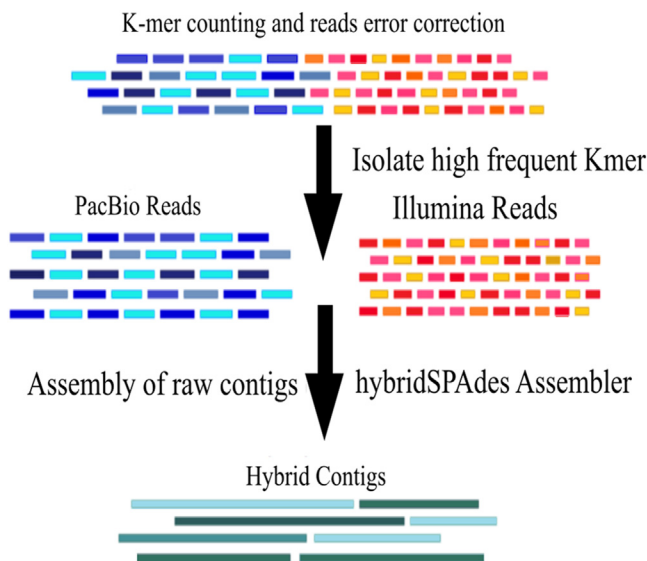 K-mer counting and reads error correction
Isolate high frequent Kmer
PacBio Reads
Illumina Reads
Assembly of raw contigs
hybridSPAdes Assembler
Hybrid Contigs